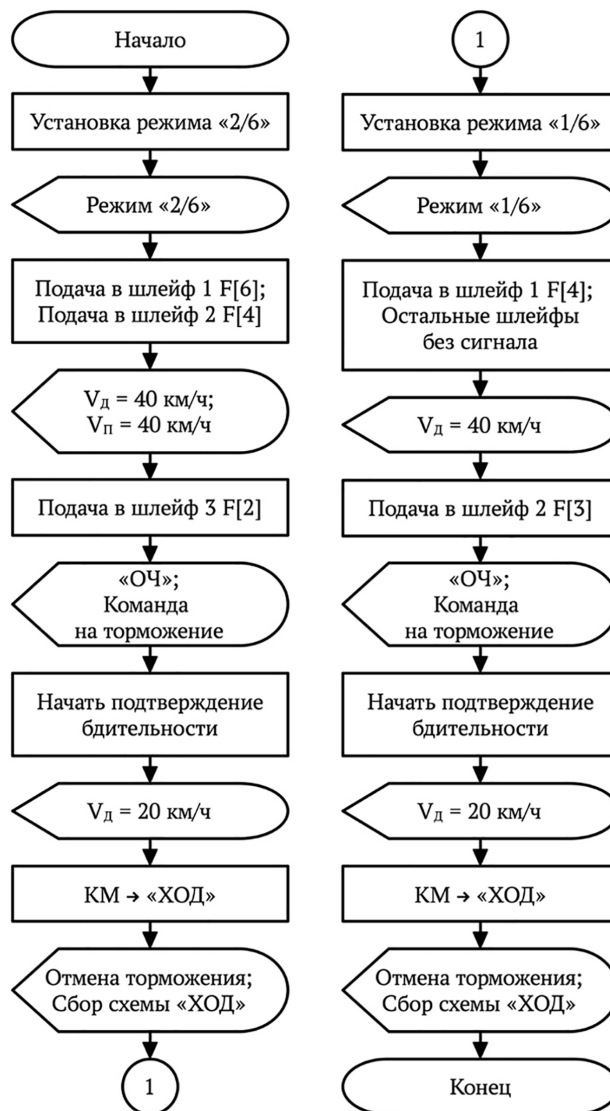 Начало
Установка режима «2/6»
Режим «2/6»
Подача в шлейф 1 F[6];
Подача в шлейф 2 F[4]
Vд = 40 км/ч;
Vп = 40 км/ч
Подача в шлейф 3 F[2]
«ОЧ»;
Команда
на торможение
Начать подтверждение
бдительности
Vд = 20 км/ч
КМ → «ХОД»
Отмена торможения;
Сбор схемы «ХОД»
1
1
Установка режима «1/6»
Режим «1/6»
Подача в шлейф 1 F[4];
Остальные шлейфы
без сигнала
Vд = 40 км/ч
Подача в шлейф 2 F[3]
«ОЧ»;
Команда
на торможение
Начать подтверждение
бдительности
Vд = 20 км/ч
КМ → «ХОД»
Отмена торможения;
Сбор схемы «ХОД»
Конец